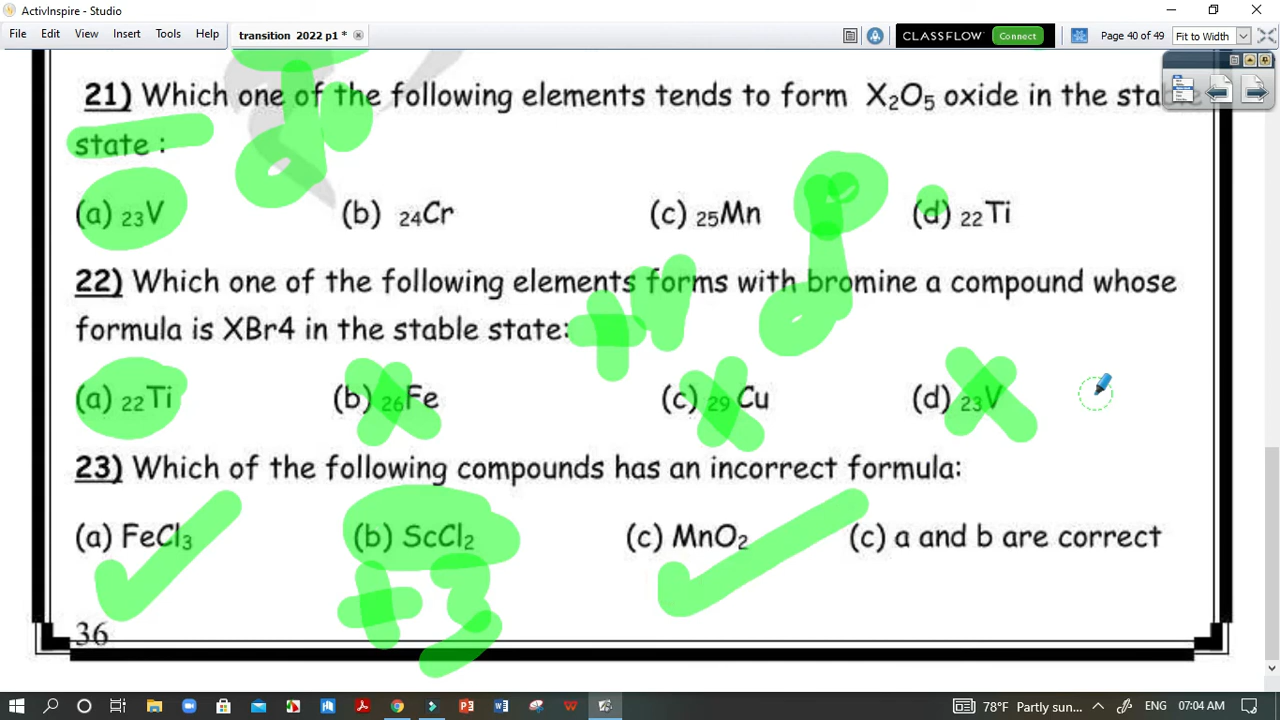 ActivInspire - Studio
File Edit View Insert Tools Help transition 2022 p1 * CLASSFLOW Connect Page 40 of 49 Fit to Width
21) Which one of the following elements tends to form X₂O₅ oxide in the
state :
(a) ₂₃V (b) ₂₄Cr (c) ₂₅Mn (d) ₂₂Ti
22) Which one of the following elements forms with bromine a compound whose
formula is XBr4 in the stable state: +4
(a) ₂₂Ti (b) ₂₆Fe (c) ₂₉Cu (d) ₂₃V
23) Which of the following compounds has an incorrect formula:
(a) FeCl₃ (b) ScCl₂ (c) MnO₂ (c) a and b are correct
+3
36
78°F Partly sun... ENG 07:04 AM